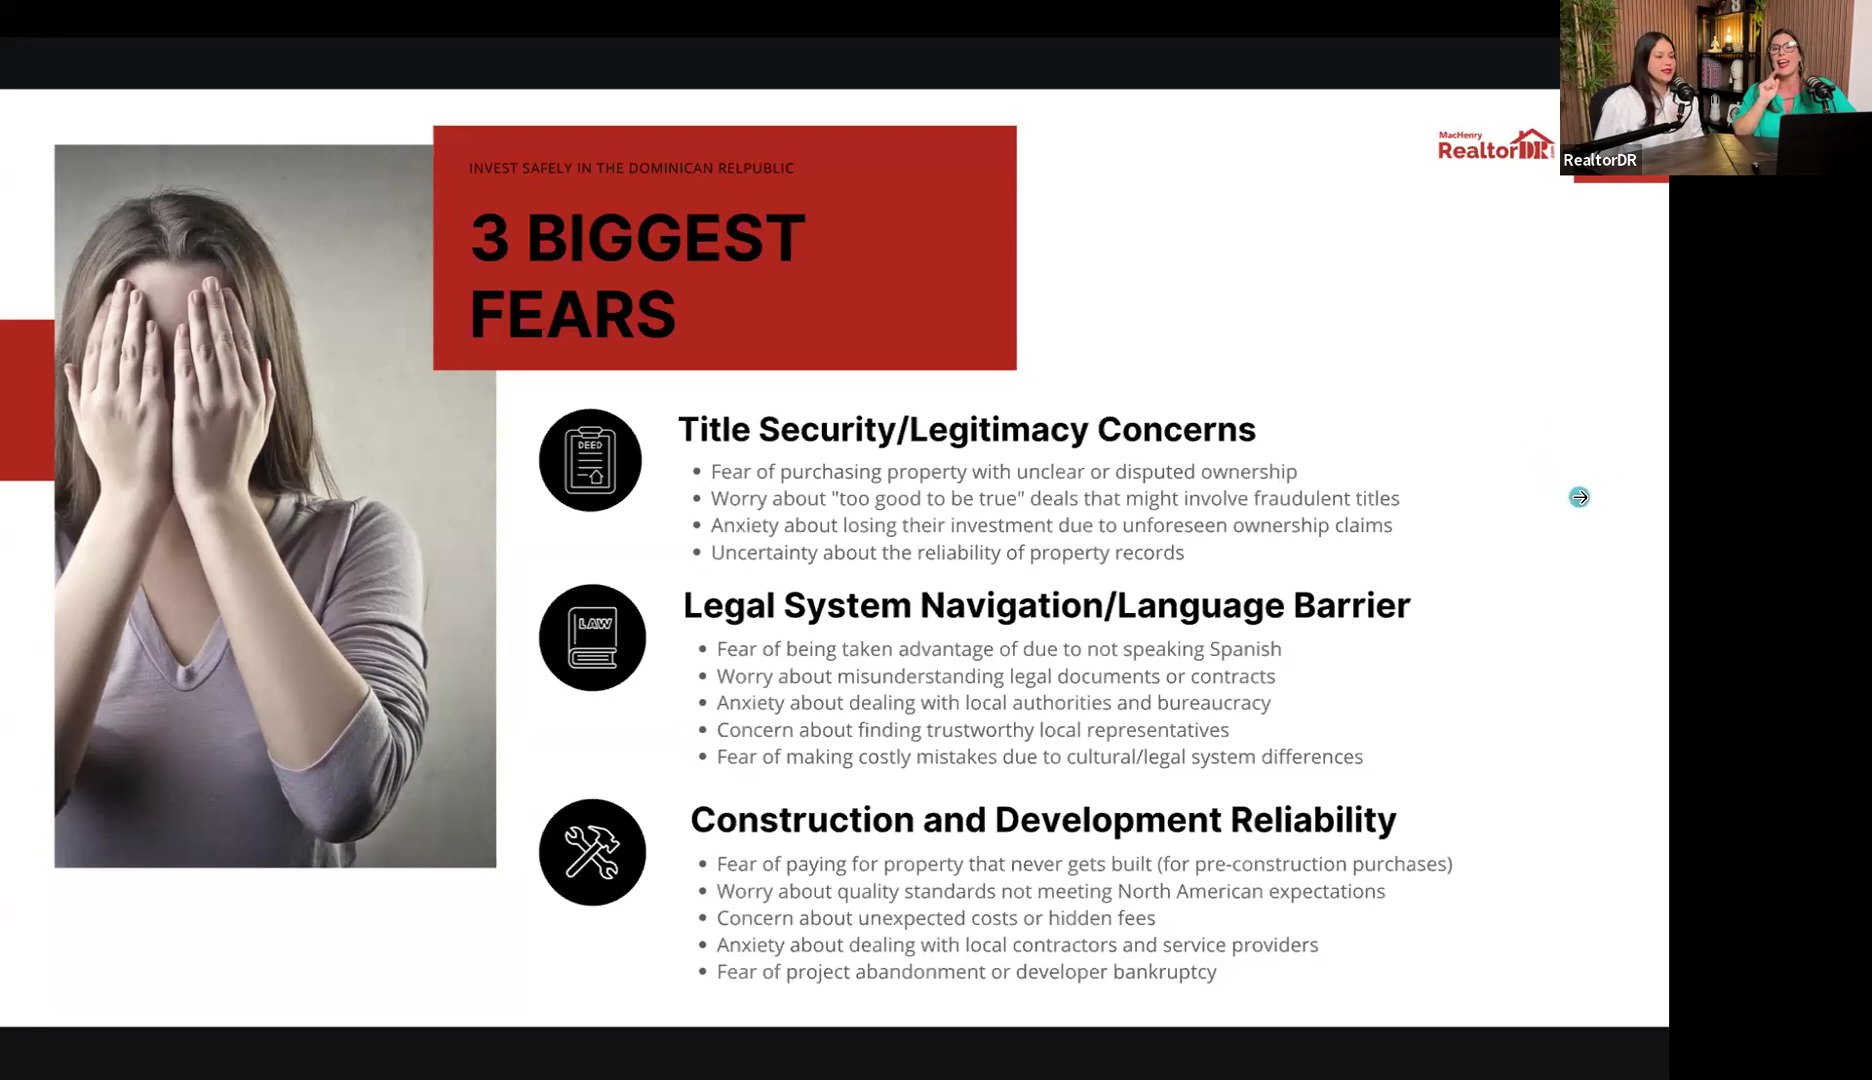 INVEST SAFELY IN THE DOMINICAN RELPUBLIC
3 BIGGEST
FEARS
MacHenry
RealtorDR
.com
RealtorDR
DEED
Title Security/Legitimacy Concerns
• Fear of purchasing property with unclear or disputed ownership
• Worry about "too good to be true" deals that might involve fraudulent titles
• Anxiety about losing their investment due to unforeseen ownership claims
• Uncertainty about the reliability of property records
LAW
Legal System Navigation/Language Barrier
• Fear of being taken advantage of due to not speaking Spanish
• Worry about misunderstanding legal documents or contracts
• Anxiety about dealing with local authorities and bureaucracy
• Concern about finding trustworthy local representatives
• Fear of making costly mistakes due to cultural/legal system differences
Construction and Development Reliability
• Fear of paying for property that never gets built (for pre-construction purchases)
• Worry about quality standards not meeting North American expectations
• Concern about unexpected costs or hidden fees
• Anxiety about dealing with local contractors and service providers
• Fear of project abandonment or developer bankruptcy